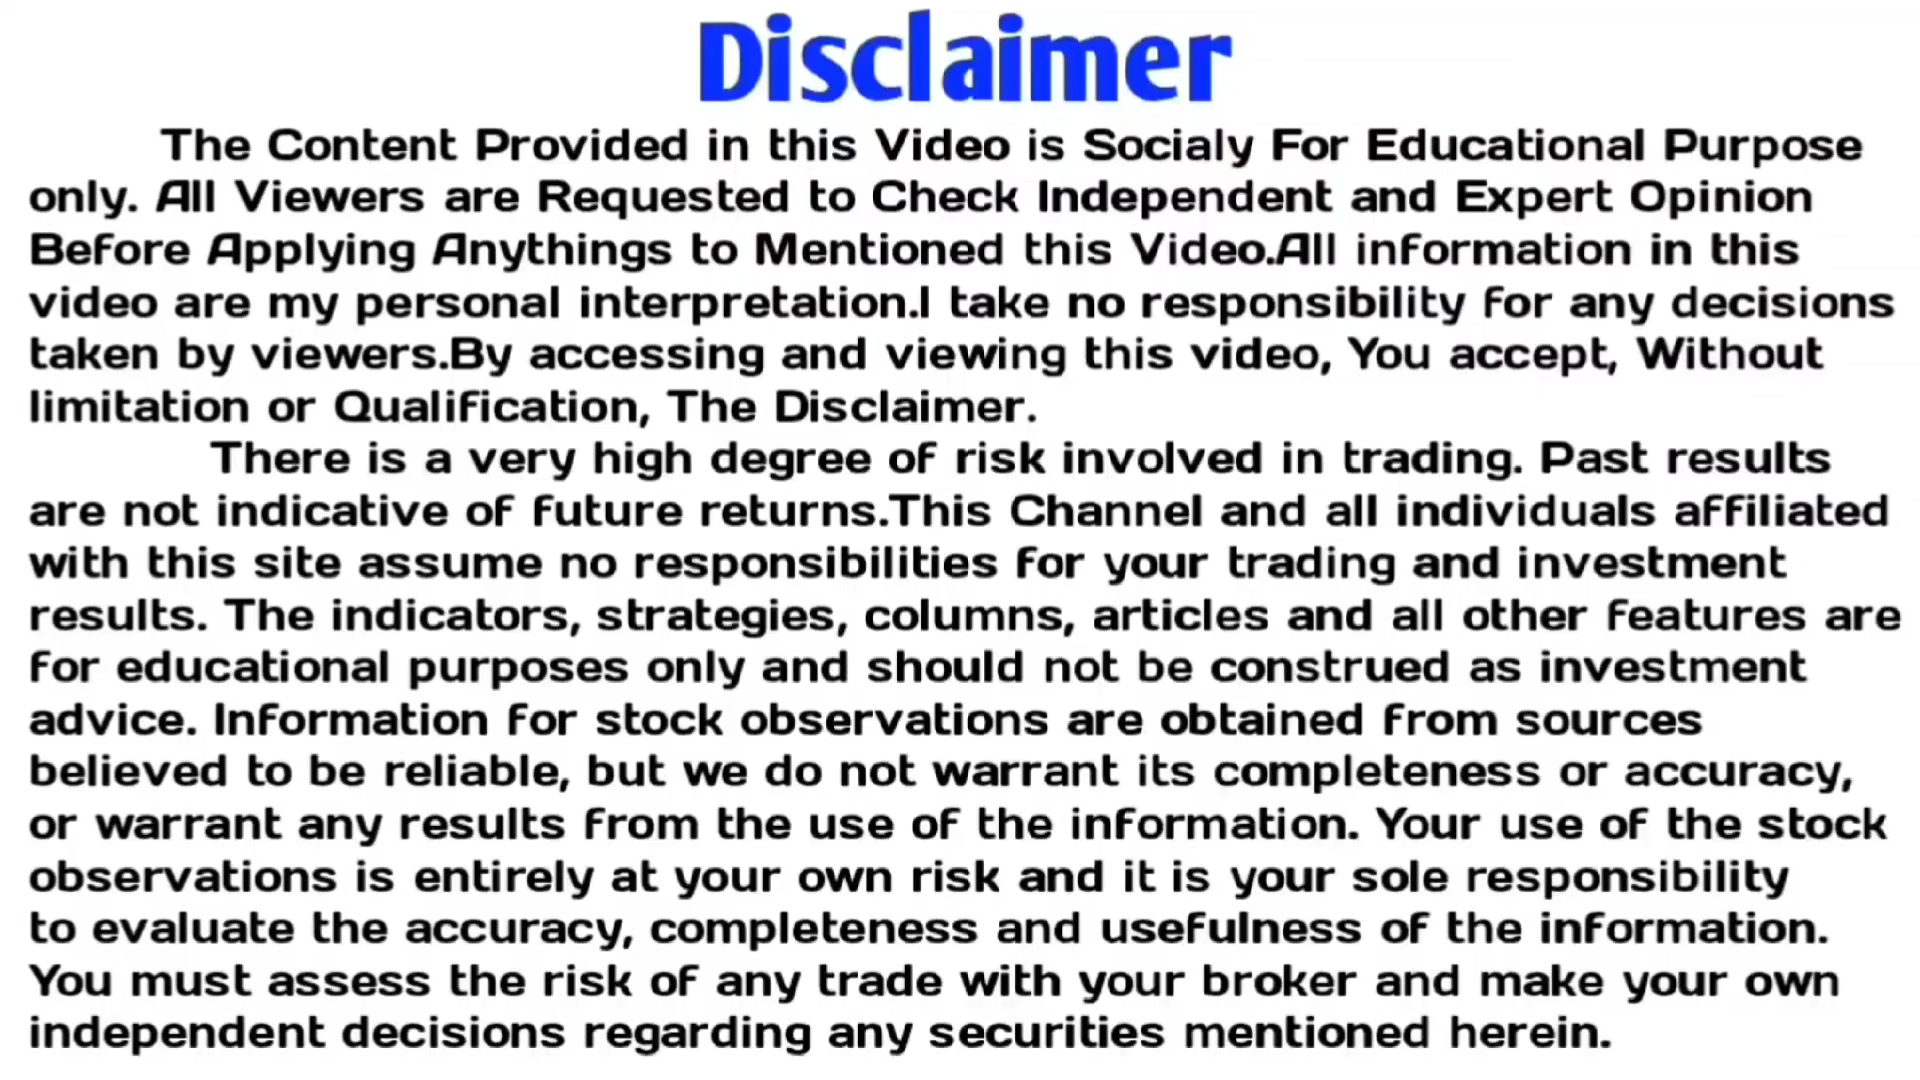 Disclaimer
The Content Provided in this Video is Socialy For Educational Purpose
only. All Viewers are Requested to Check Independent and Expert Opinion
Before Applying Anythings to Mentioned this Video.All information in this
video are my personal interpretation.I take no responsibility for any decisions
taken by viewers.By accessing and viewing this video, You accept, Without
limitation or Qualification, The Disclaimer.
There is a very high degree of risk involved in trading. Past results
are not indicative of future returns.This Channel and all individuals affiliated
with this site assume no responsibilities for your trading and investment
results. The indicators, strategies, columns, articles and all other features are
for educational purposes only and should not be construed as investment
advice. Information for stock observations are obtained from sources
believed to be reliable, but we do not warrant its completeness or accuracy,
or warrant any results from the use of the information. Your use of the stock
observations is entirely at your own risk and it is your sole responsibility
to evaluate the accuracy, completeness and usefulness of the information.
You must assess the risk of any trade with your broker and make your own
independent decisions regarding any securities mentioned herein.